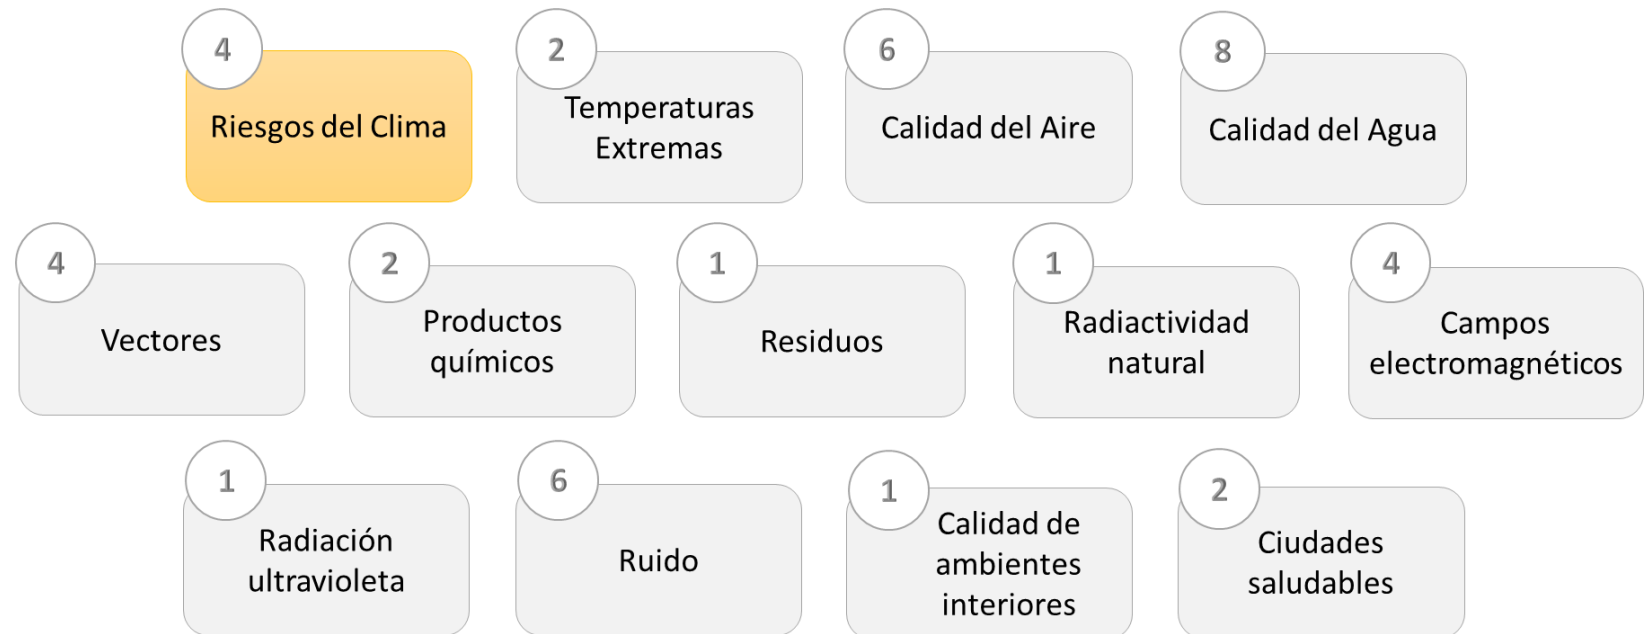 4
Riesgos del Clima
2
Temperaturas
Extremas
6
Calidad del Aire
8
Calidad del Agua
4
Vectores
2
Productos
químicos
1
Residuos
1
Radiactividad
natural
4
Campos
electromagnéticos
1
Radiación
ultravioleta
6
Ruido
1
Calidad de
ambientes
interiores
2
Ciudades
saludables